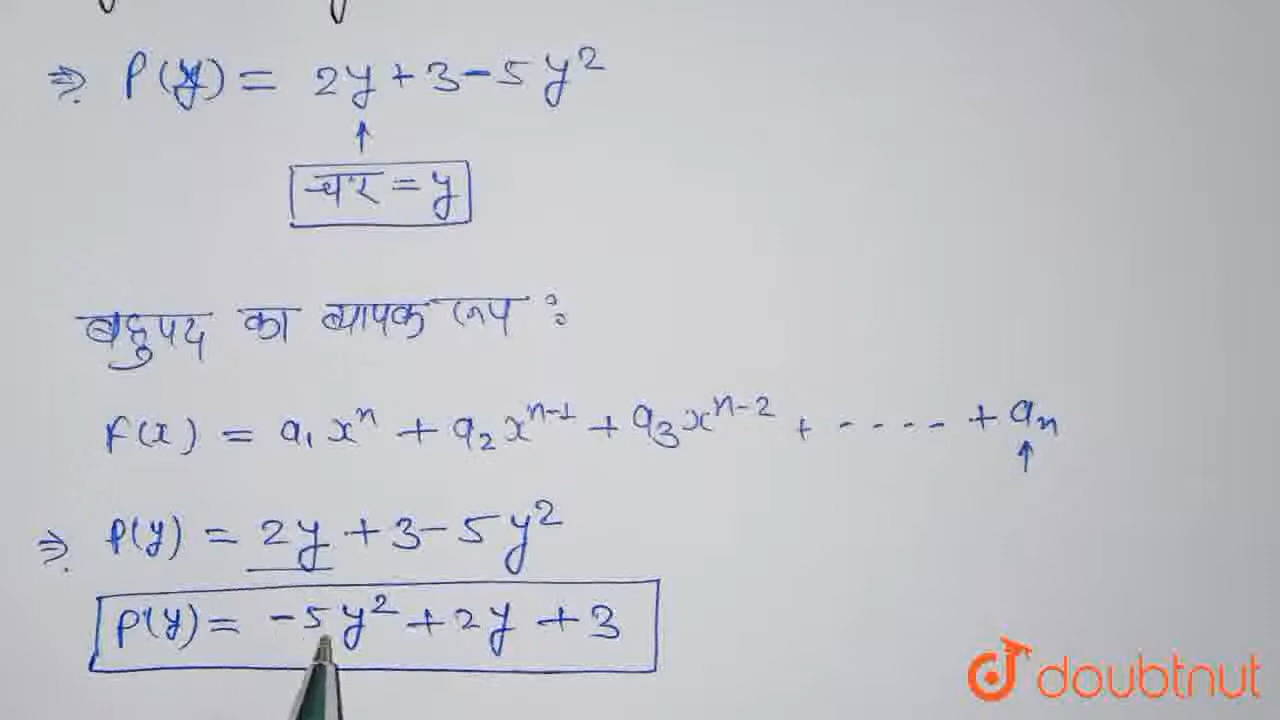 ⇒ P(y) = 2y + 3 - 5y²
↑
चर = y
बहुपद का व्यापक रूप :
F(x) = a₁xⁿ + a₂xⁿ⁻¹ + a₃xⁿ⁻² + ..... + aₙ
↑
⇒ P(y) = 2y + 3 - 5y²
P(y) = -5y² + 2y + 3
doubtnut